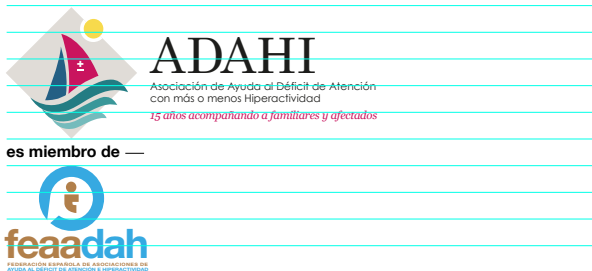 ADAHI
Asociación de Ayuda al Déficit de Atención
con más o menos Hiperactividad
15 años acompañando a familiares y afectados
es miembro de
feaadah
FEDERACIÓN ESPAÑOLA DE ASOCIACIONES DE
AYUDA AL DÉFICIT DE ATENCIÓN E HIPERACTIVIDAD